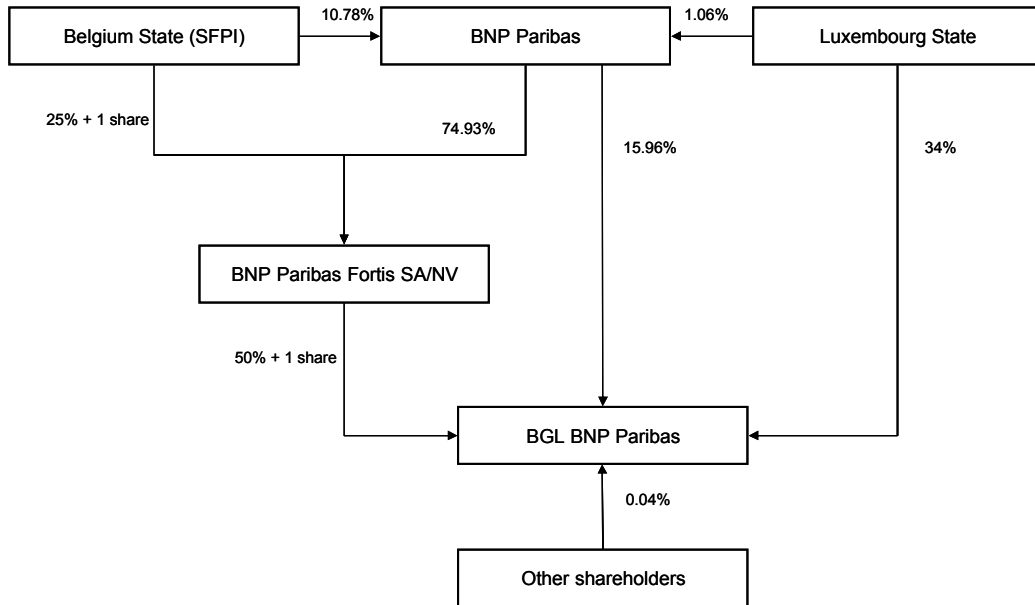 10.78%
1.06%
Belgium State (SFPI)
BNP Paribas
Luxembourg State
25% + 1 share
74.93%
15.96%
34%
BNP Paribas Fortis SA/NV
50% + 1 share
BGL BNP Paribas
0.04%
Other shareholders